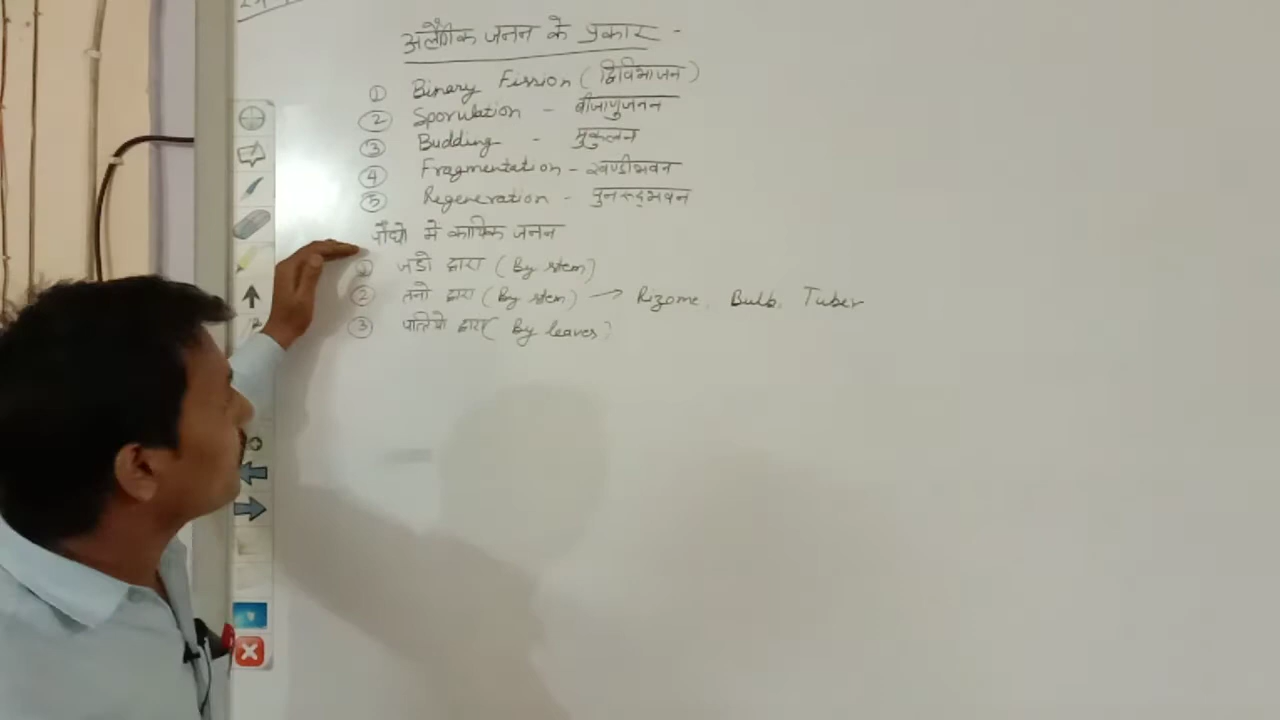 अलैंगिक जनन के प्रकार -
① Binary Fission (द्विविभाजन)
② Sporulation - बीजाणुजनन
③ Budding - मुकुलन
④ Fragmentation - खण्डीभवन
⑤ Regeneration - पुनरूद्भवन
पौधो में कायिक जनन
① जडो द्वारा (By stem)
② तनो द्वारा (By stem) → Rizome, Bulb, Tuber
③ पत्तियो द्वारा (By leaves)